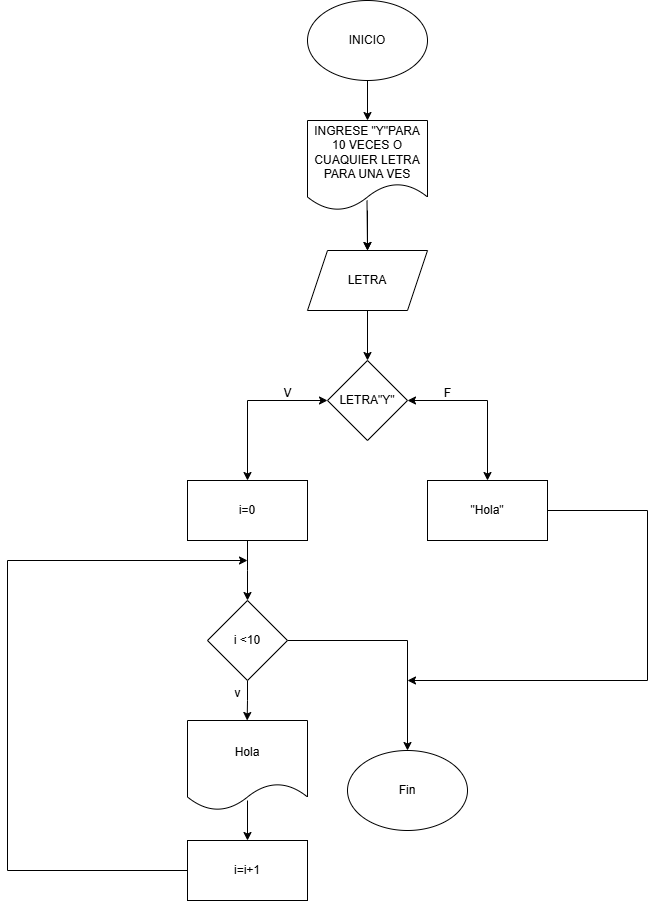 INICIO
INGRESE "Y"PARA
10 VECES O
CUAQUIER LETRA
PARA UNA VES
LETRA
LETRA"Y"
V
F
i=0
"Hola"
i <10
v
Hola
Fin
i=i+1